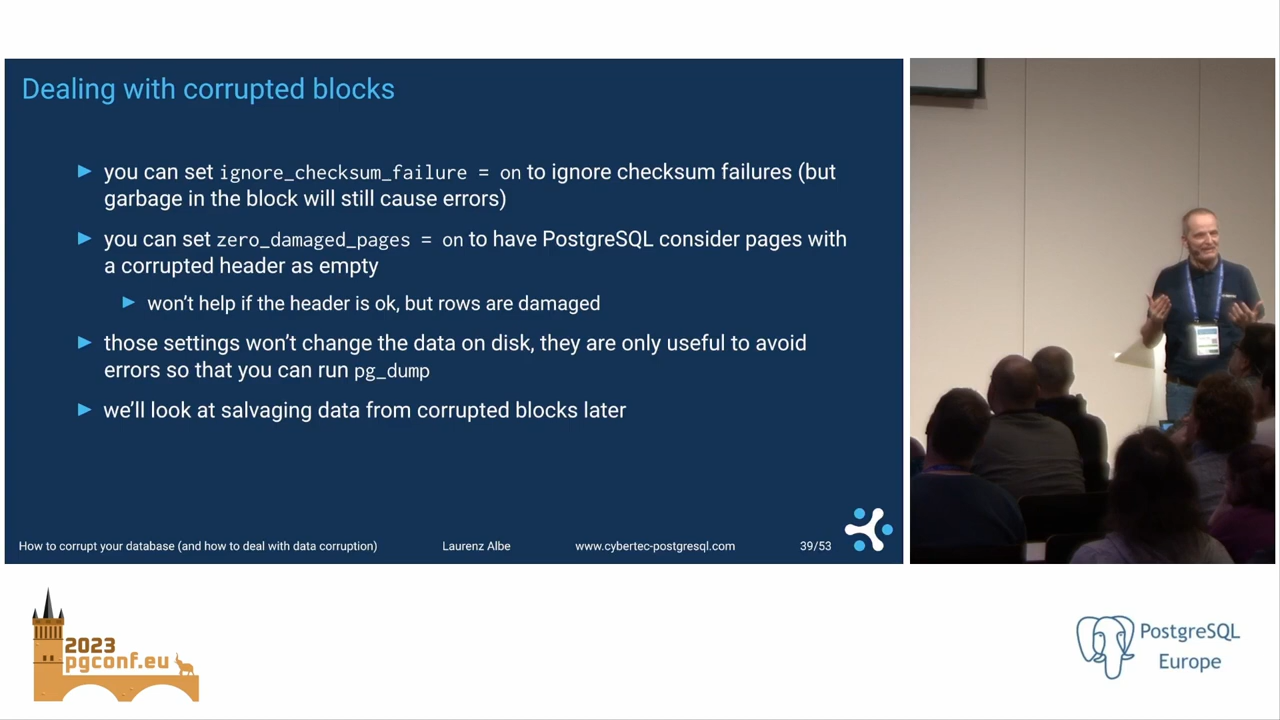 Dealing with corrupted blocks
you can set ignore_checksum_failure = on to ignore checksum failures (but
garbage in the block will still cause errors)
you can set zero_damaged_pages = on to have PostgreSQL consider pages with
a corrupted header as empty
won't help if the header is ok, but rows are damaged
those settings won't change the data on disk, they are only useful to avoid
errors so that you can run pg_dump
we'll look at salvaging data from corrupted blocks later
How to corrupt your database (and how to deal with data corruption) Laurenz Albe www.cybertec-postgresql.com 39/53
2023
pgconf.eu
PostgreSQL
Europe